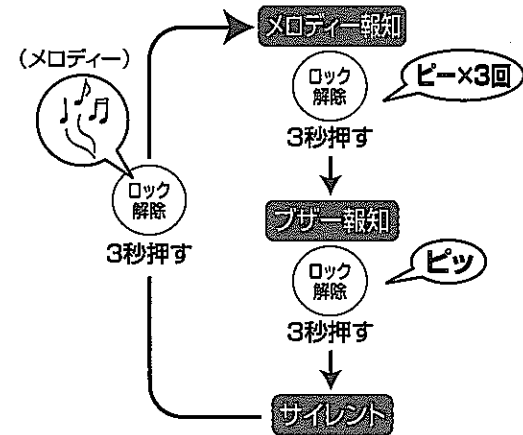 メロディー報知
(メロディー)
ロック
解除
ピー×3回
3秒押す
ロック
解除
3秒押す
ブザー報知
ロック
解除
ピッ
3秒押す
サイレント